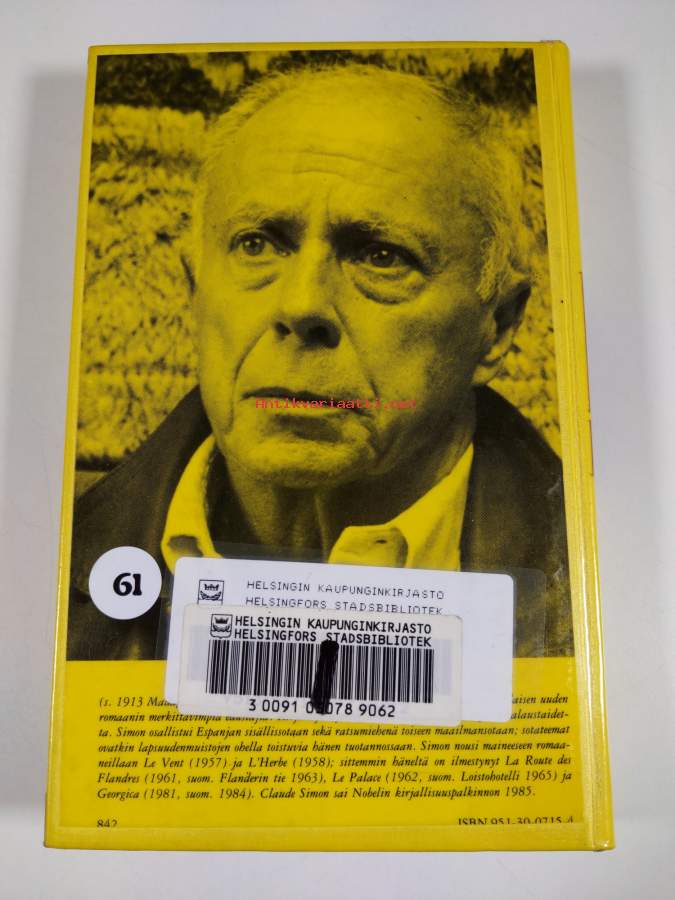 Antikvariaatti.net
61
HELSINGIN KAUPUNGINKIRJASTO
HELSINGFORS STADSBIBLIOTEK
HELSINGIN KAUPUNGINKIRJASTO
HELSINGFORS STADSBIBLIOTEK
3 0091 0078 9062
(s. 1913 laisen uuden
romaanin merkittävimpiä
ta. Simon osallistui Espanjan sisällissotaan sekä ratsumiehenä toiseen maailmansotaan; sotateemat
ovatkin lapsuudenmuistojen ohella toistuvia hänen tuotannossaan. Simon nousi maineeseen romaa-
neillaan Le Vent (1957) ja L'Herbe (1958); sittemmin häneltä on ilmestynyt La Route des
Flandres (1961, suom. Flanderin tie 1963), Le Palace (1962, suom. Loistohotelli 1965) ja
Georgica (1981, suom. 1984). Claude Simon sai Nobelin kirjallisuuspalkinnon 1985.
842 ISBN 951-30-0715-4